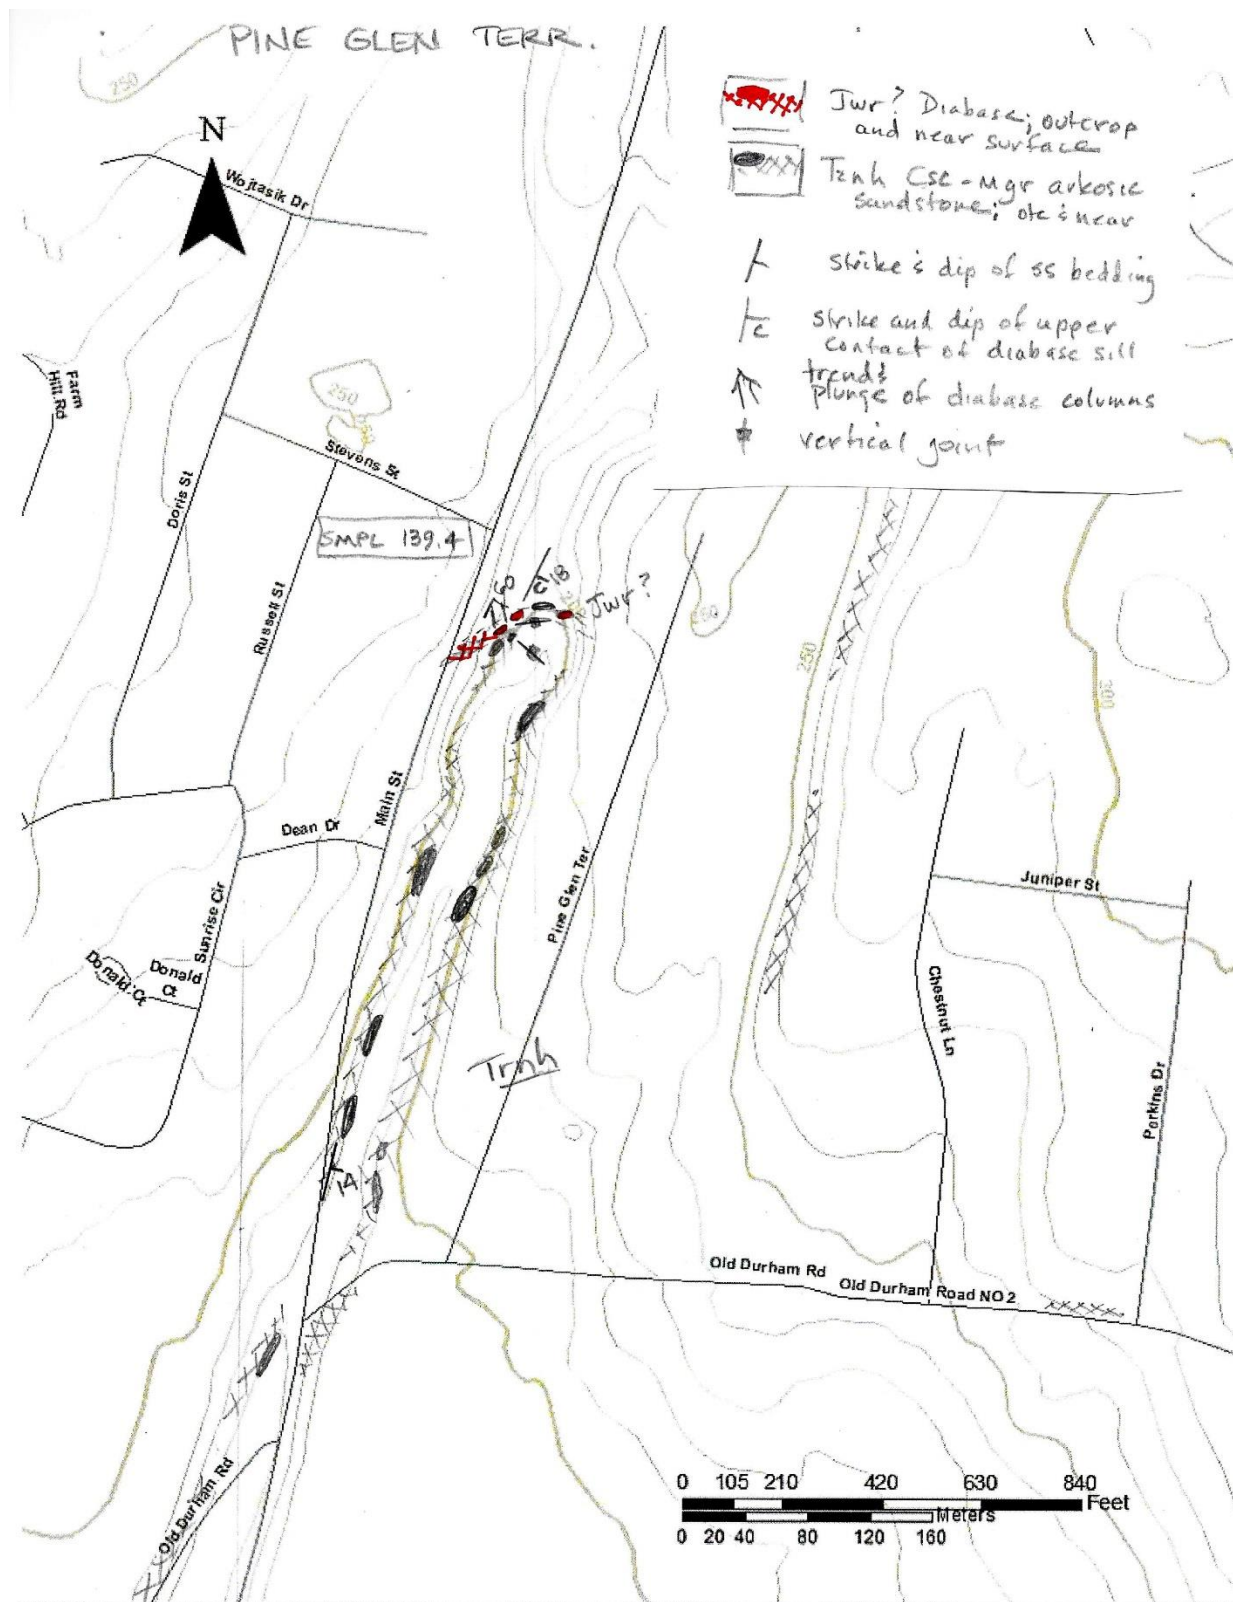 PINE GLEN TERR.
250
N
Wojtasik Dr
Jwr? Diabase; outcrop
and near surface
Trnh Cse-Mgr arkosic
sandstone; otc & near
strike & dip of ss bedding
strike and dip of upper
contact of diabase sill
c
trend &
plunge of diabase columns
vertical joint
Farm
Hill Rd
250
250
Stevens St
Doris St
SMPL 139.4
Russell St
60
c 18
Jwr?
250
250
300
Main St
Dean Dr
Pine Glen Ter
Juniper St
Sunrise Cir
Donald
Ct
Donald Ct
Chestnut Ln
Trnh
Perkins Dr
14
Old Durham Rd
Old Durham Road NO 2
Old Durham Rd
0 105 210 420 630 840
Feet
Meters
0 20 40 80 120 160